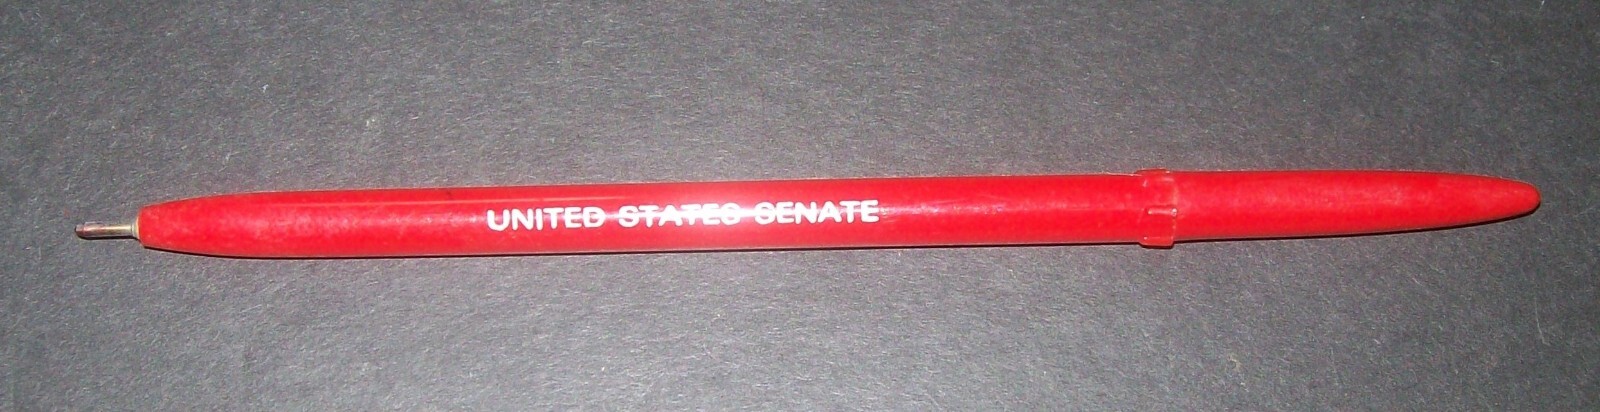 UNITED STATES SENATE